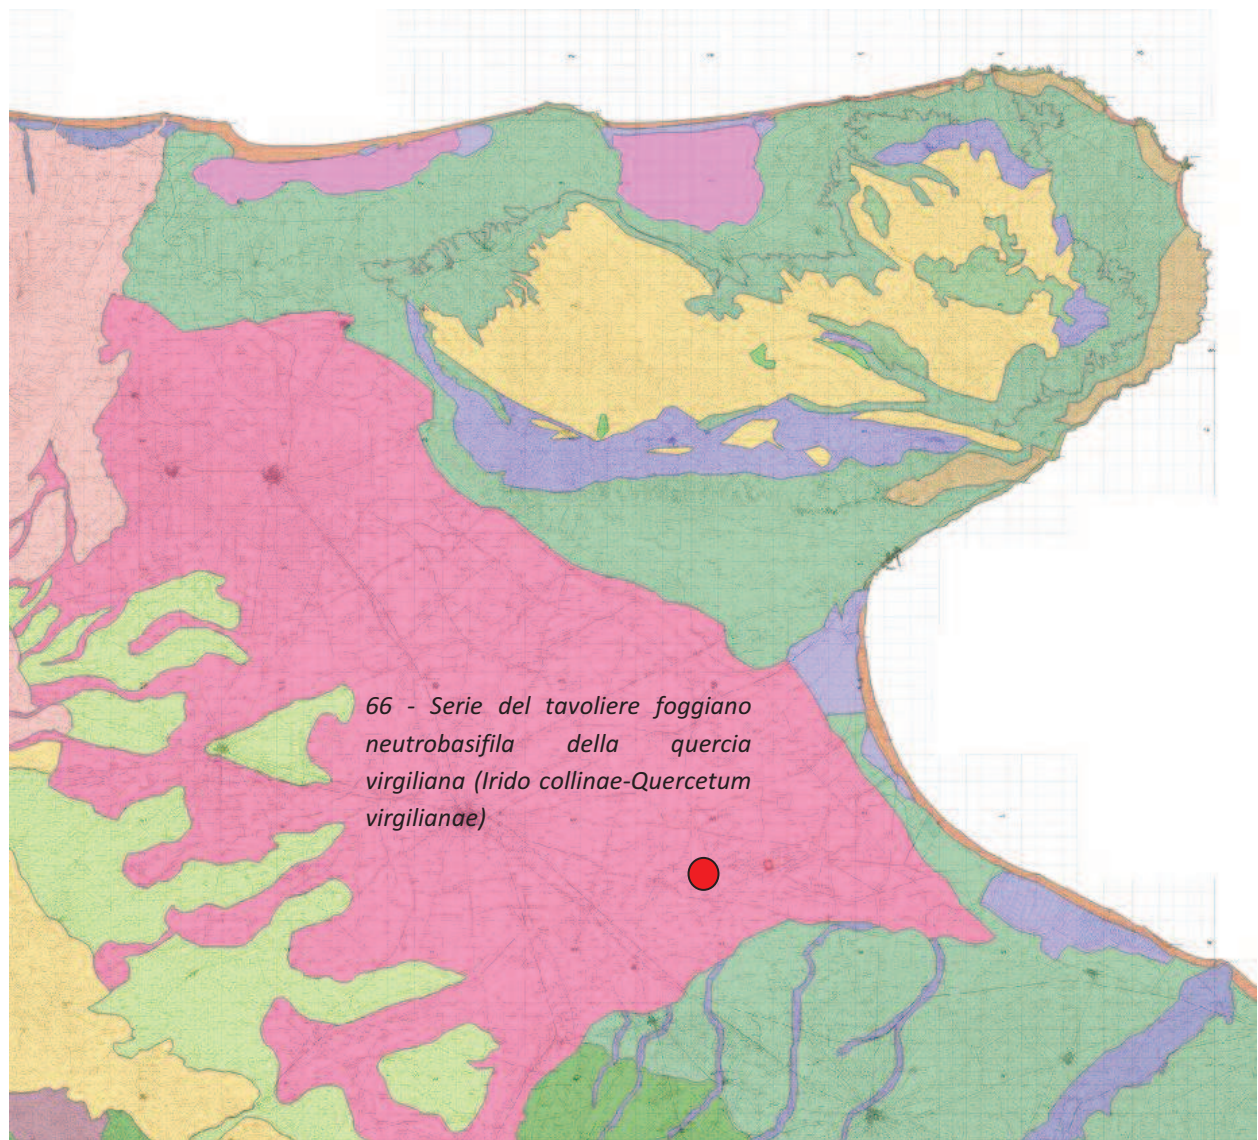 66 - Serie del tavoliere foggiano
neutrobasifila della quercia
virgiliana (Irido collinae-Quercetum
virgilianae)